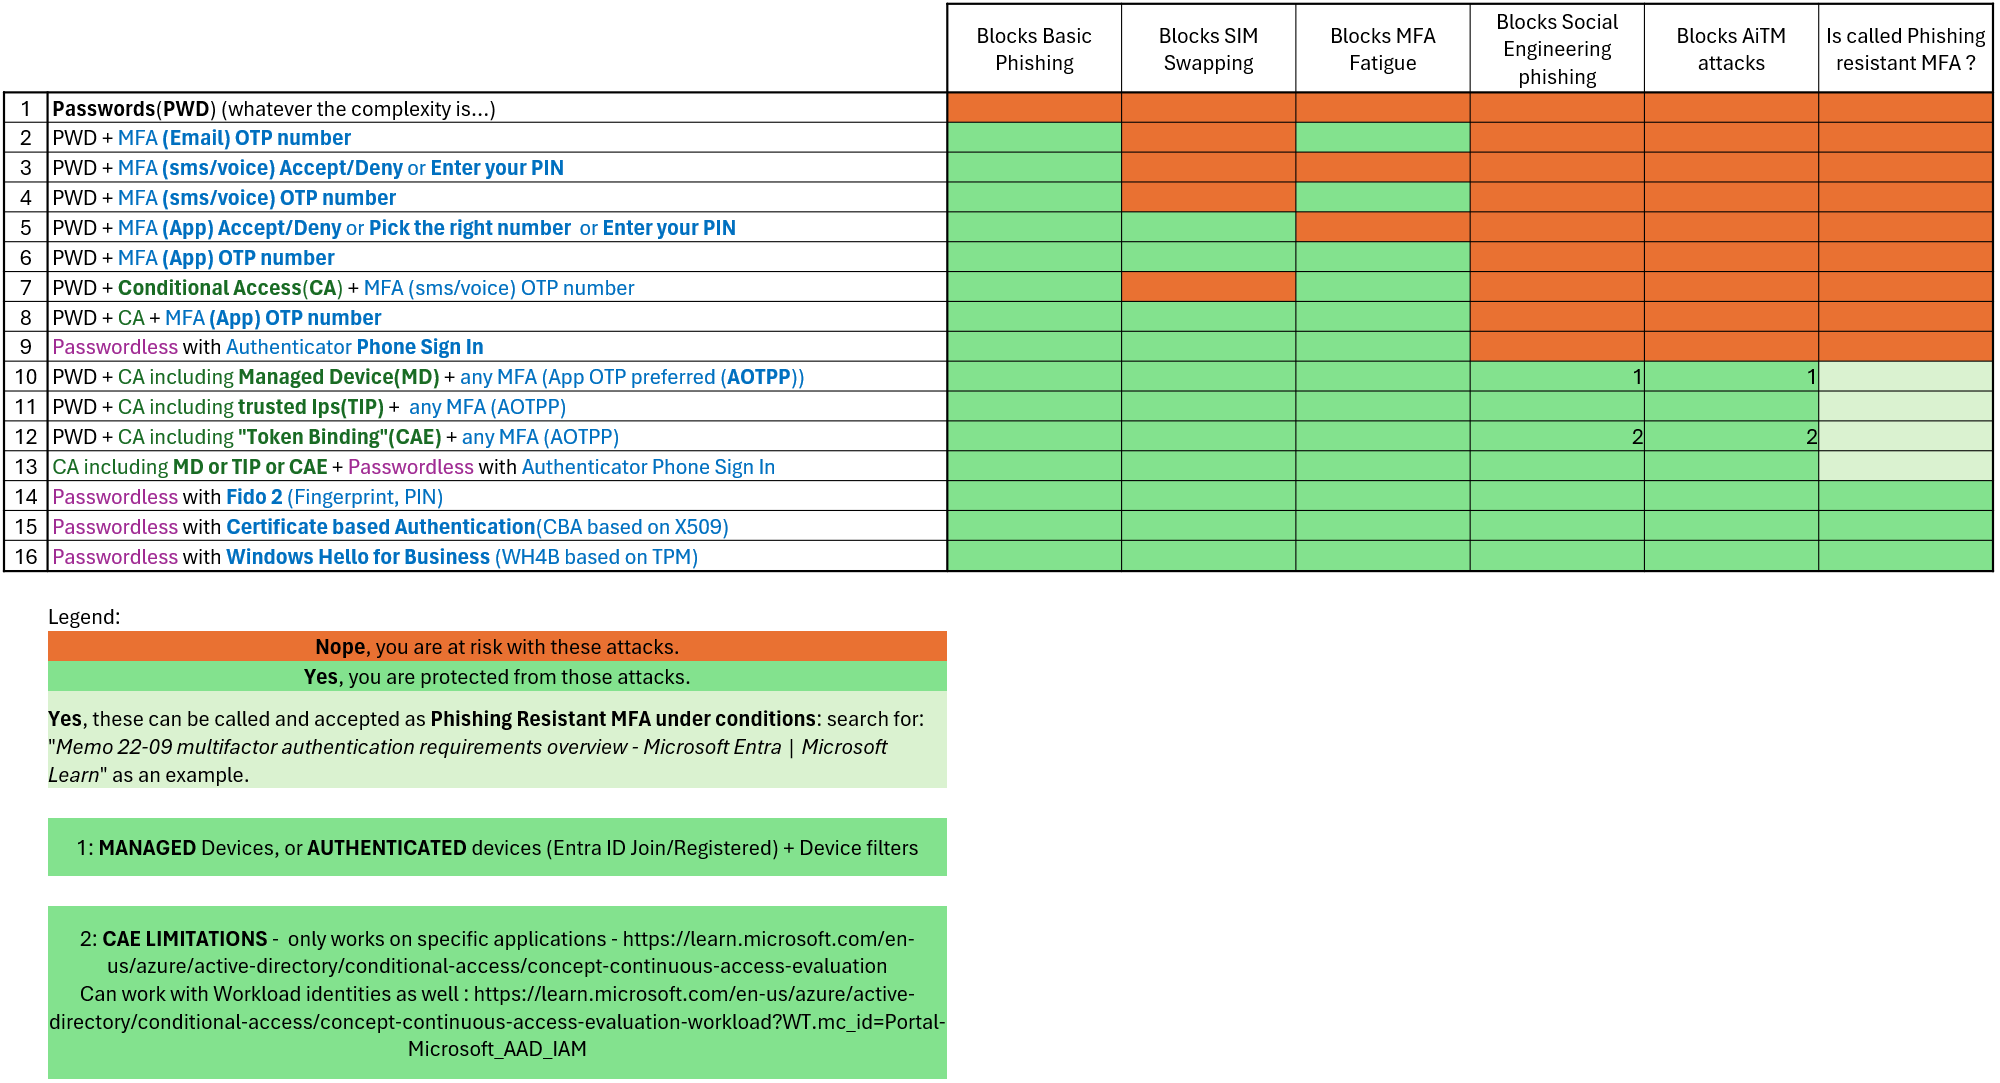 Blocks Basic
Phishing
Blocks SIM
Swapping
Blocks MFA
Fatigue
Blocks Social
Engineering
phishing
Blocks AiTM
attacks
Is called Phishing
resistant MFA ?
1 Passwords(PWD) (whatever the complexity is...)
2 PWD + MFA (Email) OTP number
3 PWD + MFA (sms/voice) Accept/Deny or Enter your PIN
4 PWD + MFA (sms/voice) OTP number
5 PWD + MFA (App) Accept/Deny or Pick the right number  or Enter your PIN
6 PWD + MFA (App) OTP number
7 PWD + Conditional Access(CA) + MFA (sms/voice) OTP number
8 PWD + CA + MFA (App) OTP number
9 Passwordless with Authenticator Phone Sign In
10 PWD + CA including Managed Device(MD) + any MFA (App OTP preferred (AOTPP)) 1 1
11 PWD + CA including trusted Ips(TIP) +  any MFA (AOTPP)
12 PWD + CA including "Token Binding"(CAE) + any MFA (AOTPP) 2 2
13 CA including MD or TIP or CAE + Passwordless with Authenticator Phone Sign In
14 Passwordless with Fido 2 (Fingerprint, PIN)
15 Passwordless with Certificate based Authentication(CBA based on X509)
16 Passwordless with Windows Hello for Business (WH4B based on TPM)
Legend:
Nope, you are at risk with these attacks.
Yes, you are protected from those attacks.
Yes, these can be called and accepted as Phishing Resistant MFA under conditions: search for:
"Memo 22-09 multifactor authentication requirements overview - Microsoft Entra | Microsoft
Learn" as an example.
1: MANAGED Devices, or AUTHENTICATED devices (Entra ID Join/Registered) + Device filters
2: CAE LIMITATIONS -  only works on specific applications - https://learn.microsoft.com/en-
us/azure/active-directory/conditional-access/concept-continuous-access-evaluation
Can work with Workload identities as well : https://learn.microsoft.com/en-us/azure/active-
directory/conditional-access/concept-continuous-access-evaluation-workload?WT.mc_id=Portal-
Microsoft_AAD_IAM